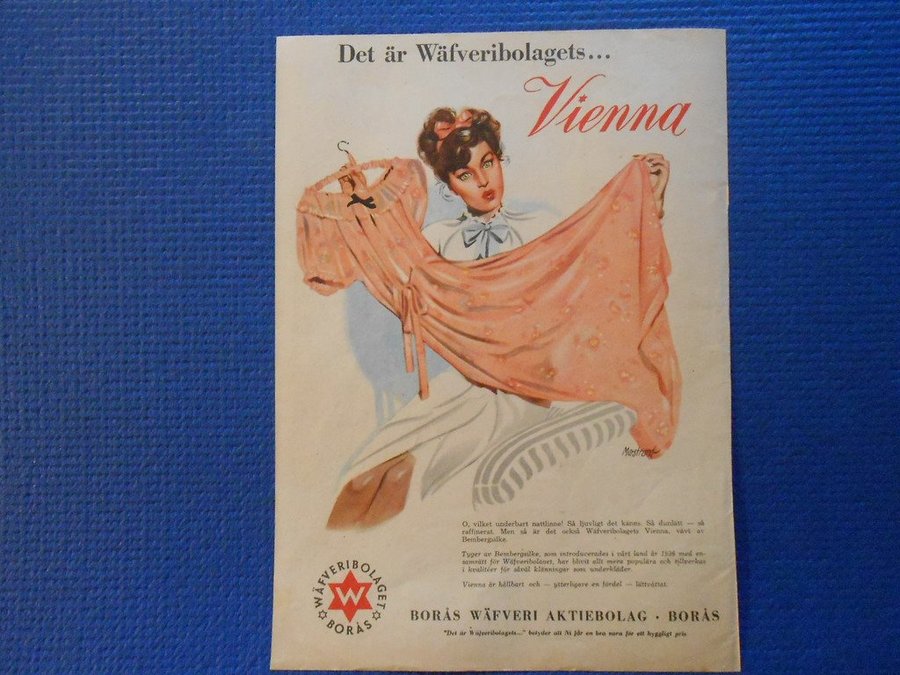 Det är Wäfveribolagets...
Vienna
O, vilket underbart nattlinne! Så ljuvligt det känns. Så dunlätt — så
raffinerat. Men så är det också Wäfveribolagets Vienna, vävt av
Bembergsilke.
Tyger av Bembergsilke, som introducerades i vårt land år 1928 med en-
samrätt för Wäfveribolaget, har blivit allt mera populära och tillverkas
i kvalitéer för såväl klänningar som underkläder.
Vienna är hållbart och — ytterligare en fördel — lättvättat.
WÄFVERIBOLAGET
W
BORÅS
BORÅS WÄFVERI AKTIEBOLAG · BORÅS
"Det är Wäfveribolagets..." betyder att Ni får en bra vara för ett hyggligt pris